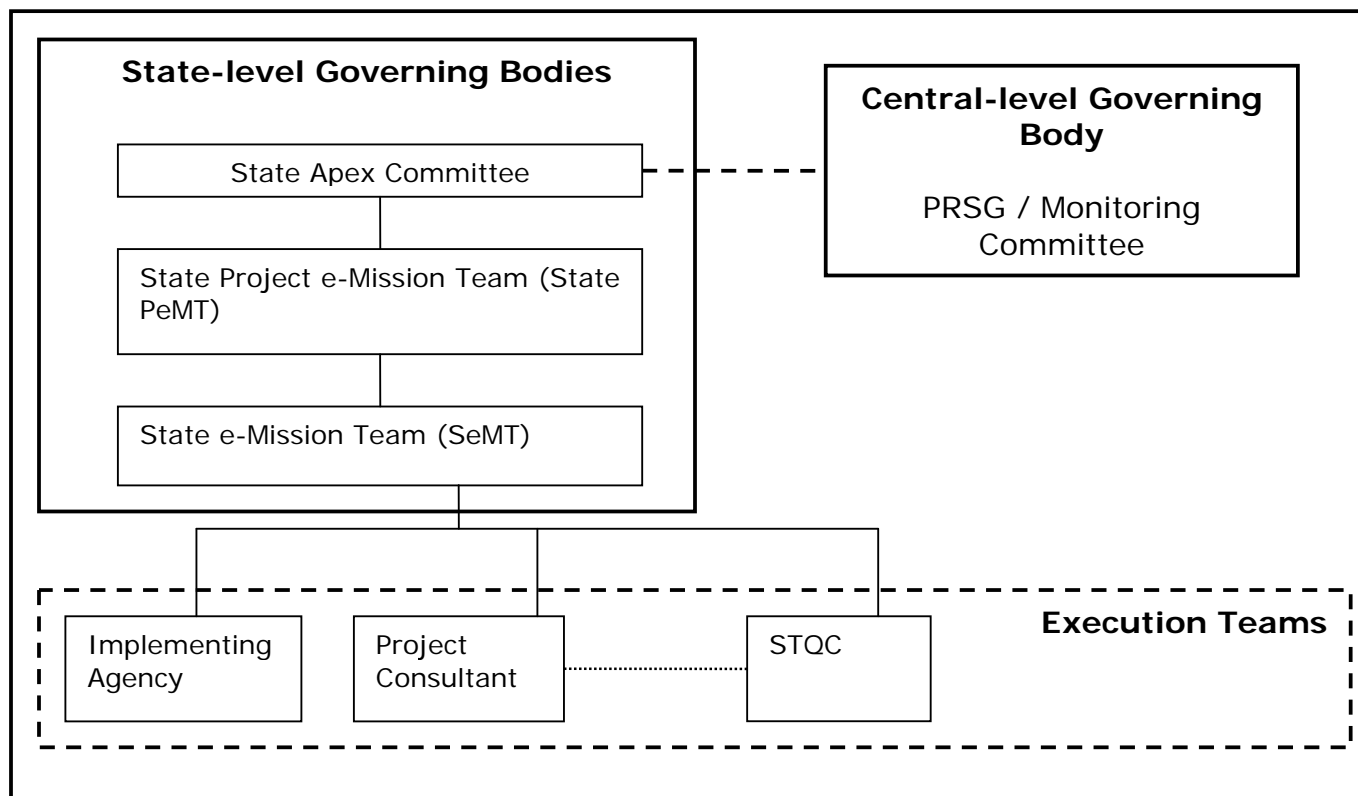 State-level Governing Bodies
State Apex Committee
State Project e-Mission Team (State
PeMT)
State e-Mission Team (SeMT)
Central-level Governing
Body
PRSG / Monitoring
Committee
Execution Teams
Implementing
Agency
Project
Consultant
STQC